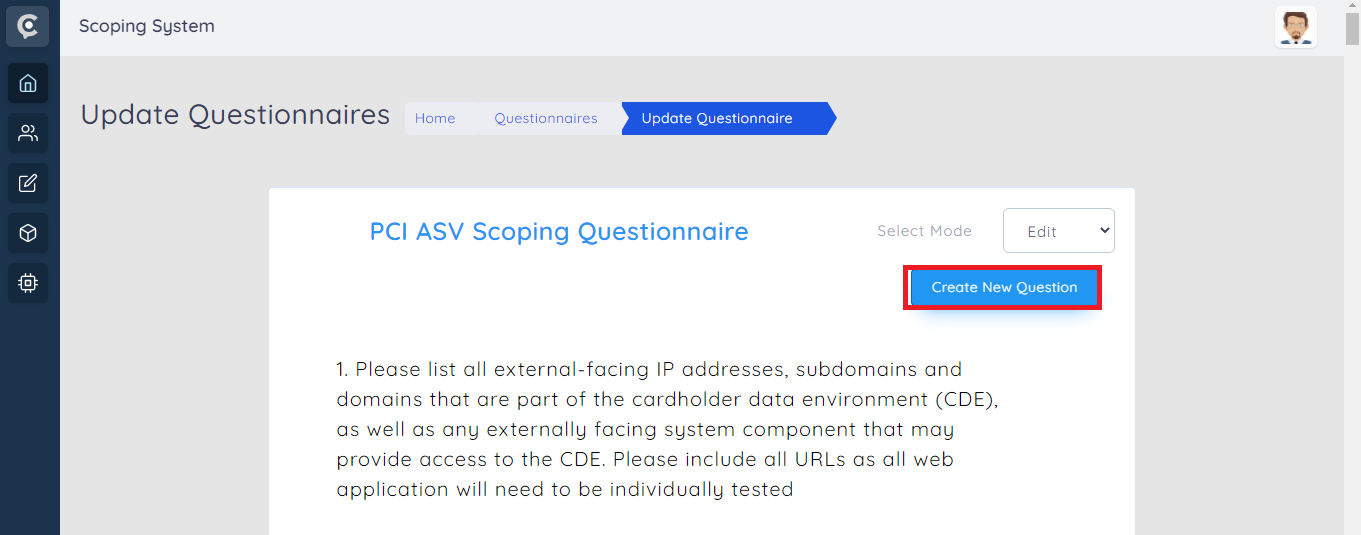 Scoping System
Update Questionnaires
Home
Questionnaires
Update Questionnaire
PCI ASV Scoping Questionnaire
Select Mode
Edit
Create New Question
1. Please list all external-facing IP addresses, subdomains and
domains that are part of the cardholder data environment (CDE),
as well as any externally facing system component that may
provide access to the CDE. Please include all URLs as all web
application will need to be individually tested